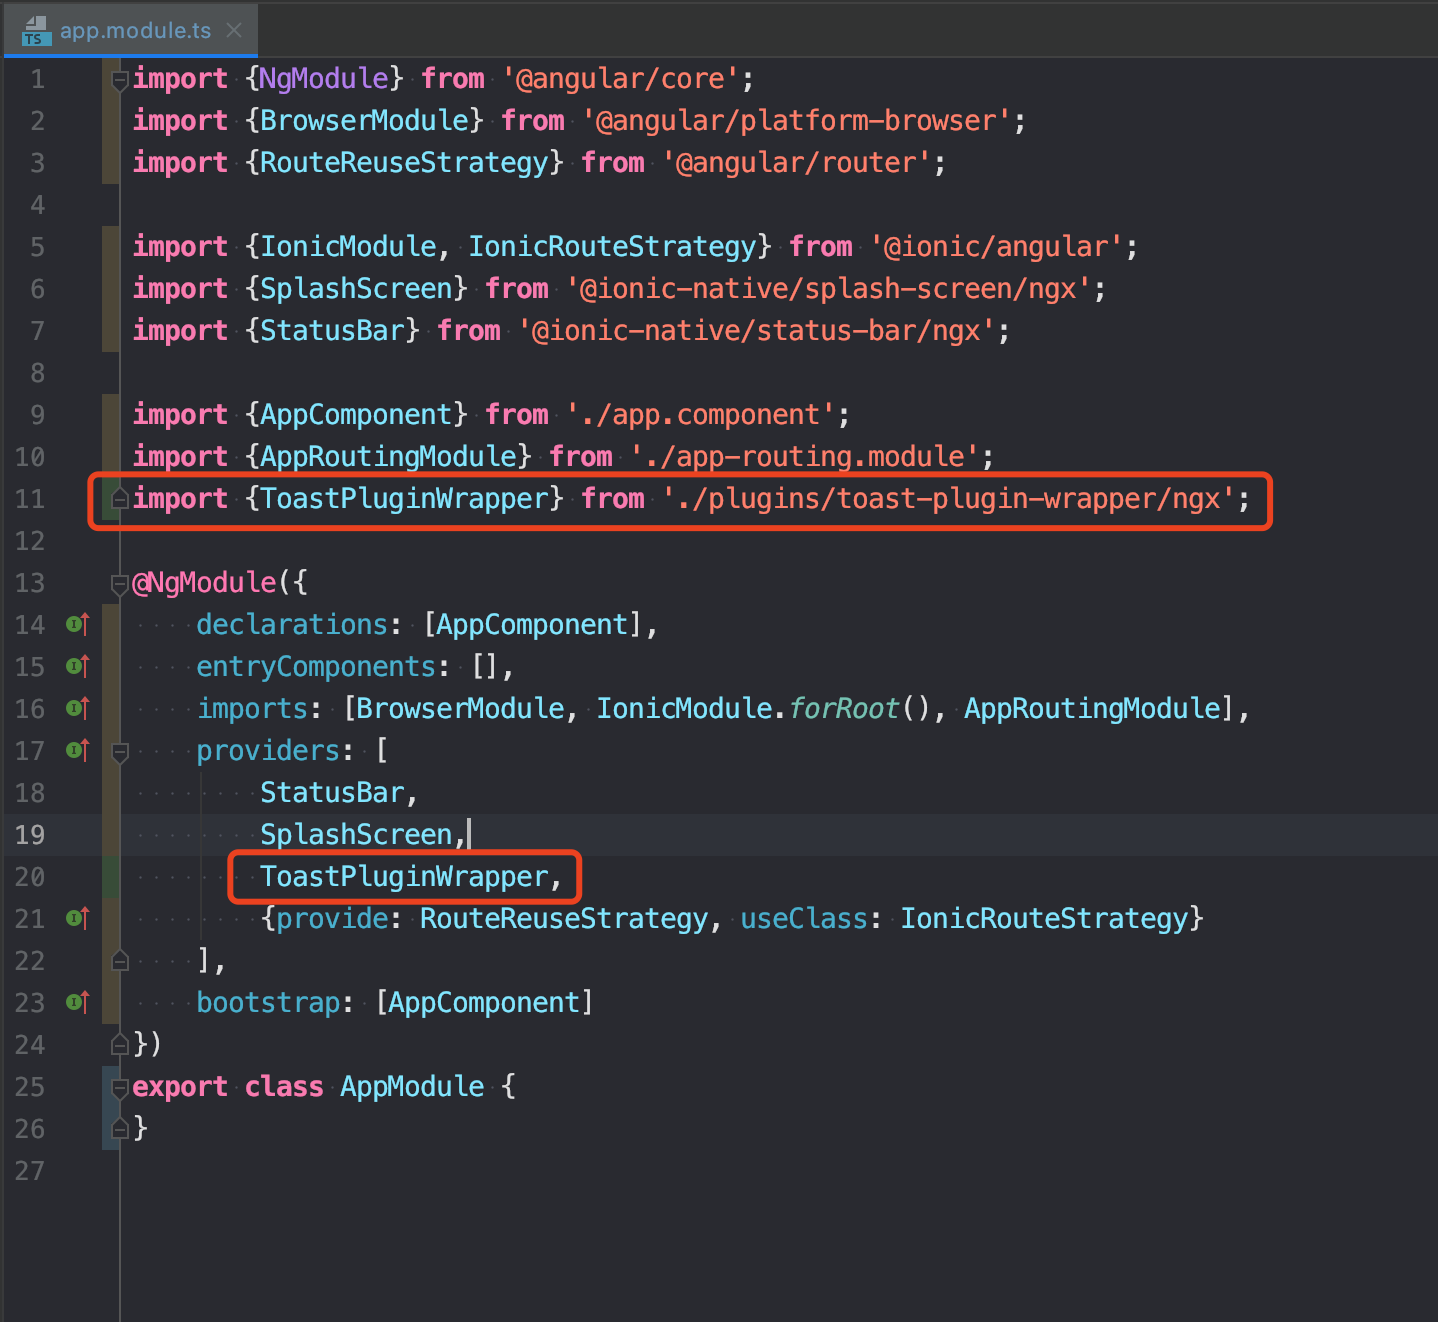 TS app.module.ts
1 import {NgModule} from '@angular/core';
2 import {BrowserModule} from '@angular/platform-browser';
3 import {RouteReuseStrategy} from '@angular/router';
4
5 import {IonicModule, IonicRouteStrategy} from '@ionic/angular';
6 import {SplashScreen} from '@ionic-native/splash-screen/ngx';
7 import {StatusBar} from '@ionic-native/status-bar/ngx';
8
9 import {AppComponent} from './app.component';
10 import {AppRoutingModule} from './app-routing.module';
11 import {ToastPluginWrapper} from './plugins/toast-plugin-wrapper/ngx';
12
13 @NgModule({
14     declarations: [AppComponent],
15     entryComponents: [],
16     imports: [BrowserModule, IonicModule.forRoot(), AppRoutingModule],
17     providers: [
18         StatusBar,
19         SplashScreen,
20         ToastPluginWrapper,
21         {provide: RouteReuseStrategy, useClass: IonicRouteStrategy}
22     ],
23     bootstrap: [AppComponent]
24 })
25 export class AppModule {
26 }
27